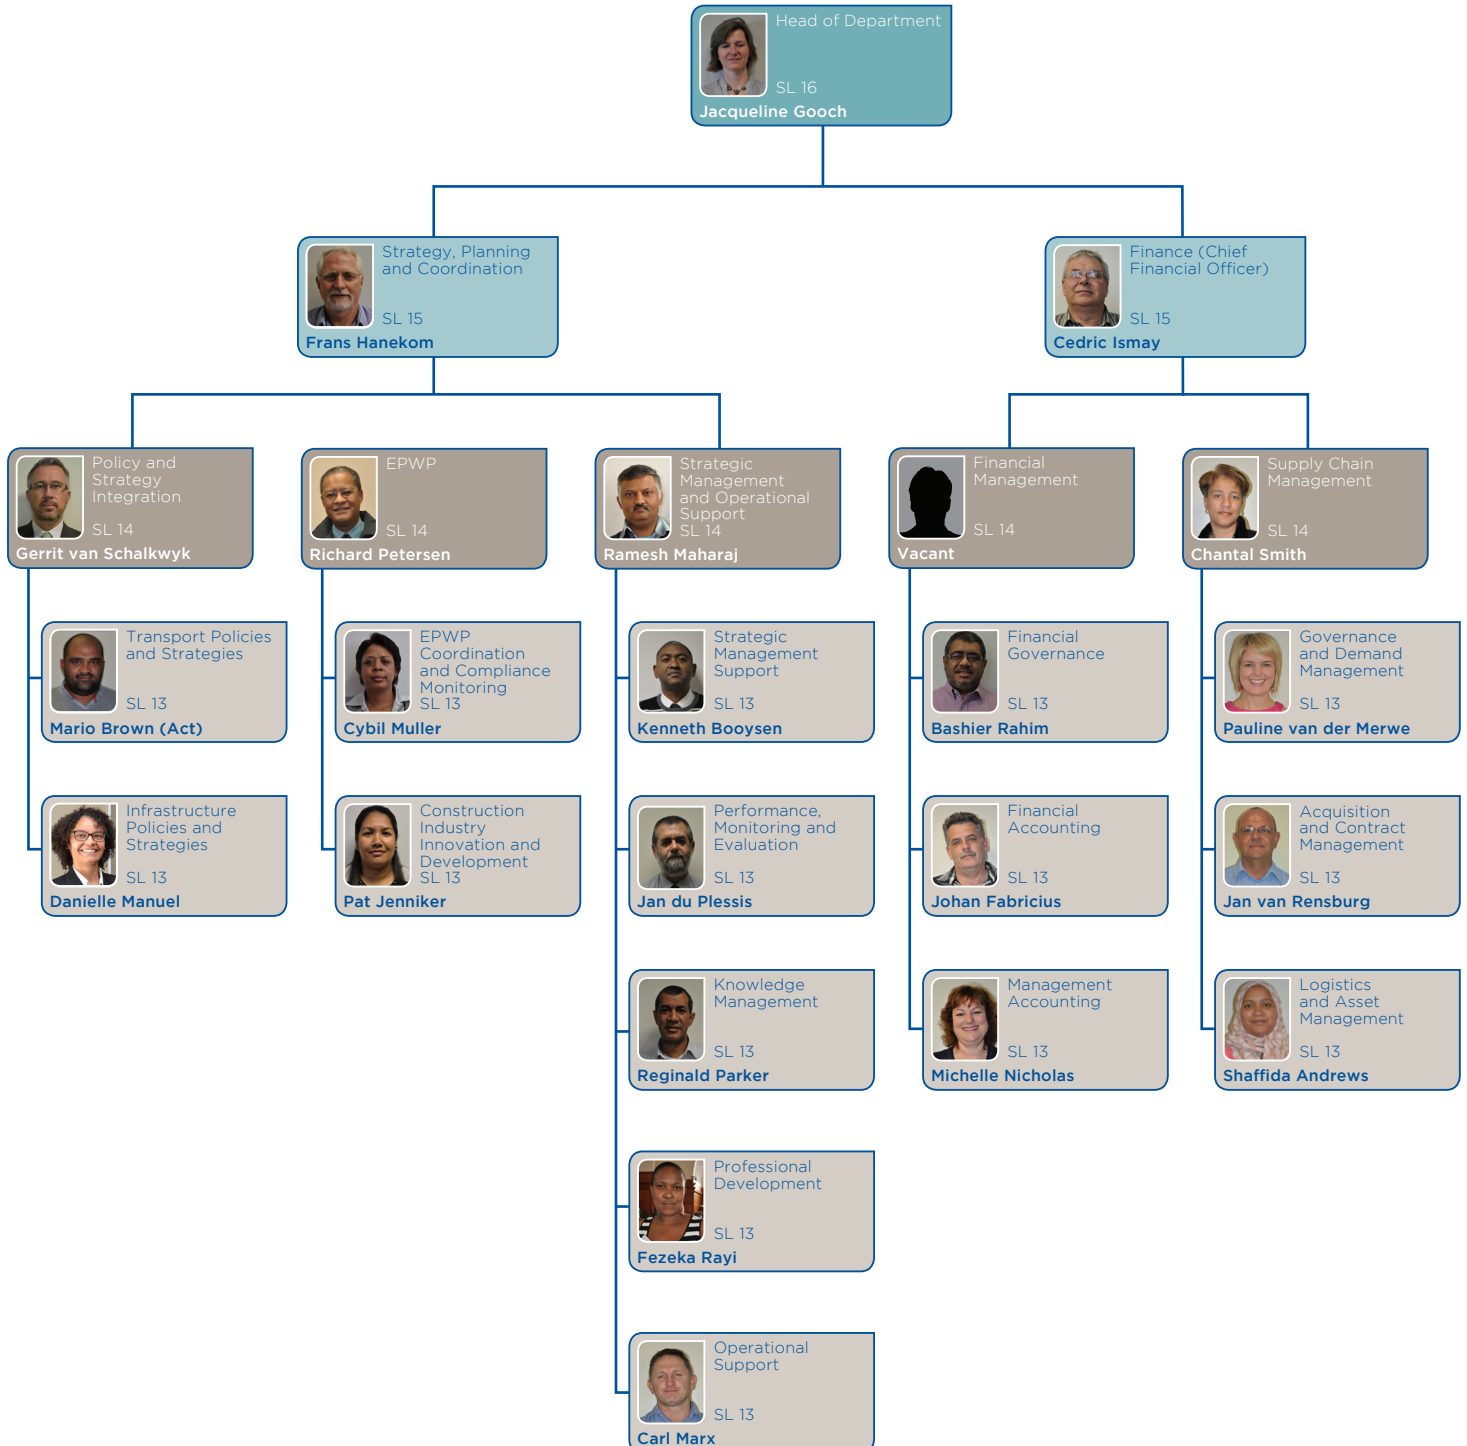 Head of Department
SL 16
Jacqueline Gooch
Strategy, Planning
and Coordination
SL 15
Frans Hanekom
Finance (Chief
Financial Officer)
SL 15
Cedric Ismay
Policy and
Strategy
Integration
SL 14
Gerrit van Schalkwyk
EPWP
SL 14
Richard Petersen
Strategic
Management
and Operational
Support
SL 14
Ramesh Maharaj
Financial
Management
SL 14
Vacant
Supply Chain
Management
SL 14
Chantal Smith
Transport Policies
and Strategies
SL 13
Mario Brown (Act)
EPWP
Coordination
and Compliance
Monitoring
SL 13
Cybil Muller
Strategic
Management
Support
SL 13
Kenneth Booysen
Financial
Governance
SL 13
Bashier Rahim
Governance
and Demand
Management
SL 13
Pauline van der Merwe
Infrastructure
Policies and
Strategies
SL 13
Danielle Manuel
Construction
Industry
Innovation and
Development
SL 13
Pat Jenniker
Performance,
Monitoring and
Evaluation
SL 13
Jan du Plessis
Financial
Accounting
SL 13
Johan Fabricius
Acquisition
and Contract
Management
SL 13
Jan van Rensburg
Knowledge
Management
SL 13
Reginald Parker
Management
Accounting
SL 13
Michelle Nicholas
Logistics
and Asset
Management
SL 13
Shaffida Andrews
Professional
Development
SL 13
Fezeka Rayi
Operational
Support
SL 13
Carl Marx